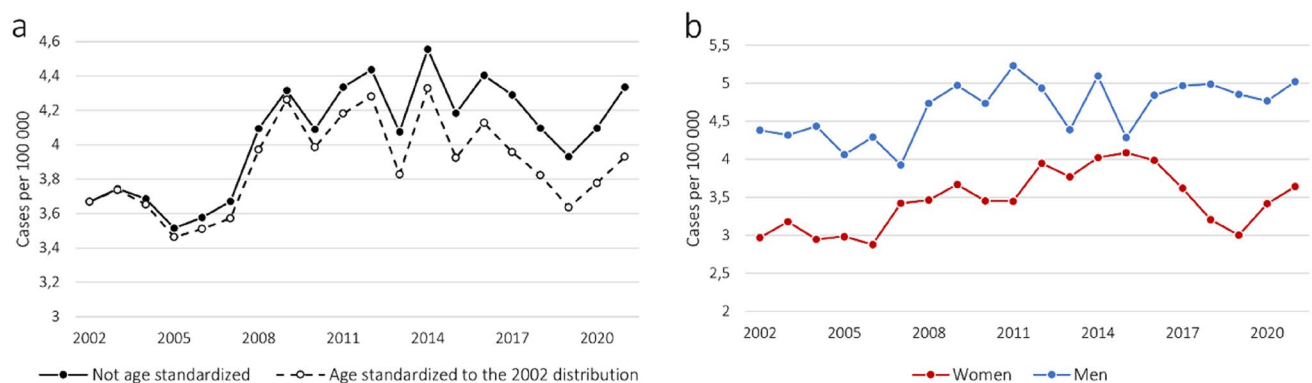 a
4,6
4,4
4,2
4
3,8
3,6
3,4
3,2
3
Cases per 100 000
2002 2005 2008 2011 2014 2017 2020
Not age standardized Age standardized to the 2002 distribution
b
5,5
5
4,5
4
3,5
3
2,5
2
Cases per 100 000
2002 2005 2008 2011 2014 2017 2020
Women Men